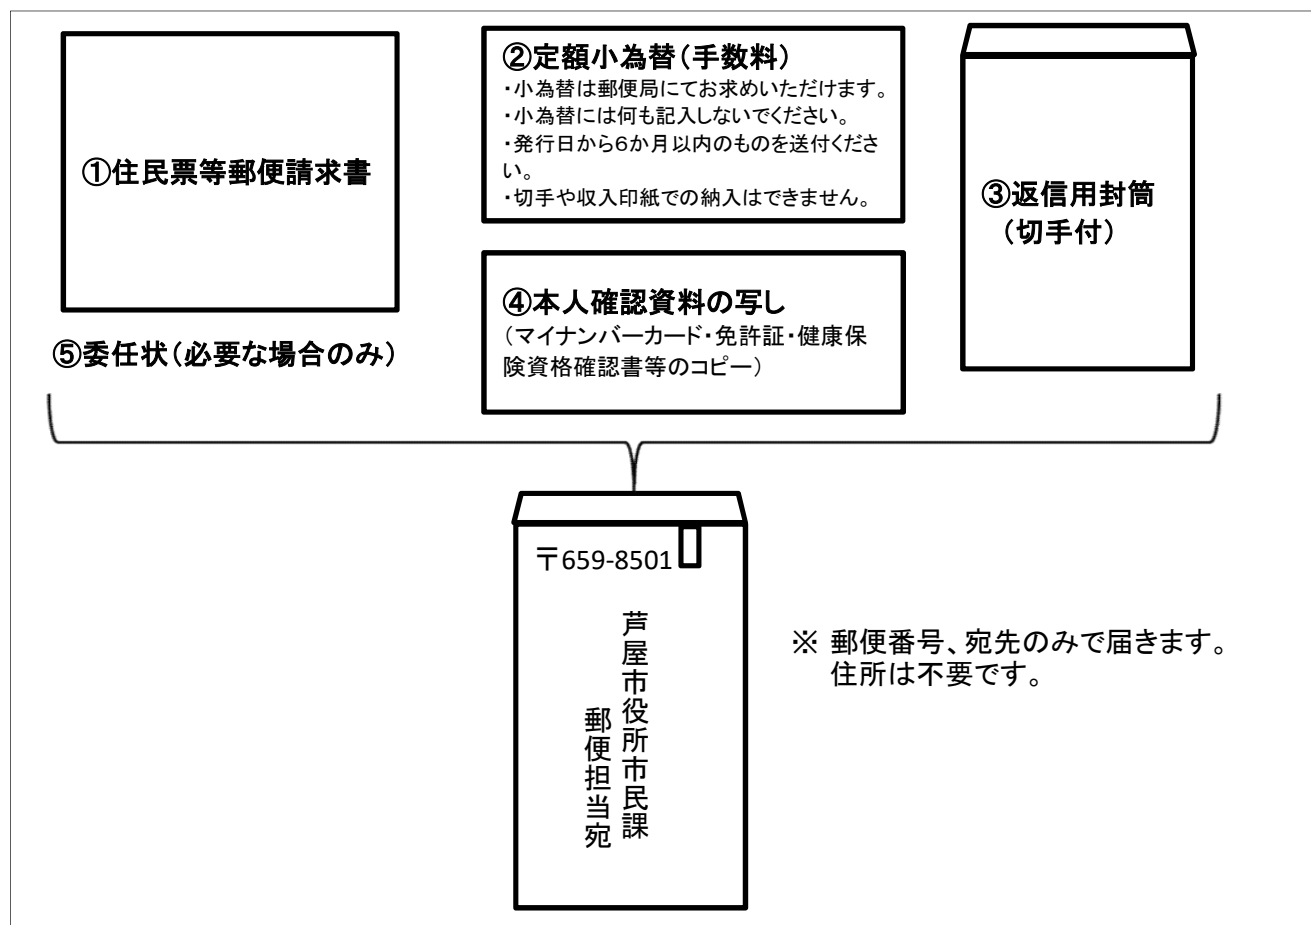 ①住民票等郵便請求書
②定額小為替(手数料)
・小為替は郵便局にてお求めいただけます。
・小為替には何も記入しないでください。
・発行日から6か月以内のものを送付くださ
い。
・切手や収入印紙での納入はできません。
③返信用封筒
(切手付)
④本人確認資料の写し
(マイナンバーカード・免許証・健康保
険資格確認書等のコピー)
⑤委任状(必要な場合のみ)
〒659-8501
芦屋市役所市民課
郵便担当宛
※ 郵便番号、宛先のみで届きます。
住所は不要です。